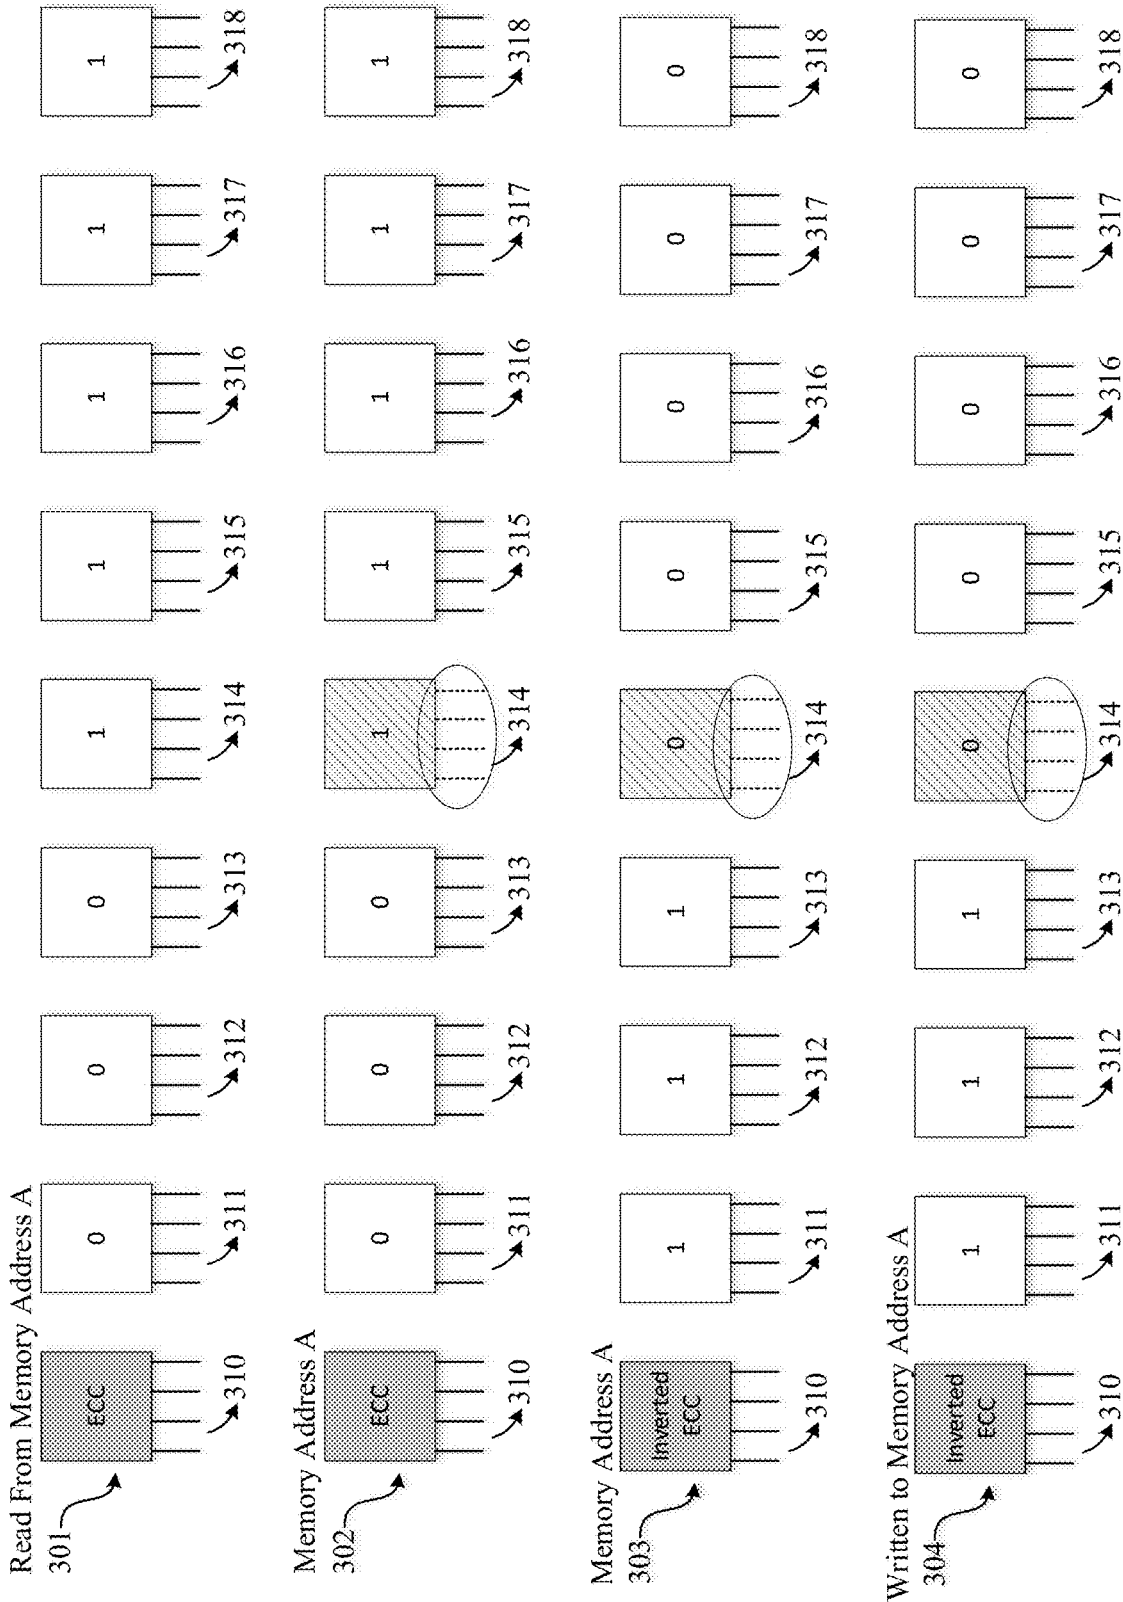 Read From Memory Address A
301
ECC 0 0 0 1 1 1 1 1
310 311 312 313 314 315 316 317 318
Memory Address A
302
ECC 0 0 0 1 1 1 1 1
310 311 312 313 314 315 316 317 318
Memory Address A
303
Inverted
ECC 1 1 1 0 0 0 0 0
310 311 312 313 314 315 316 317 318
Written to Memory Address A
304
Inverted
ECC 1 1 1 0 0 0 0 0
310 311 312 313 314 315 316 317 318